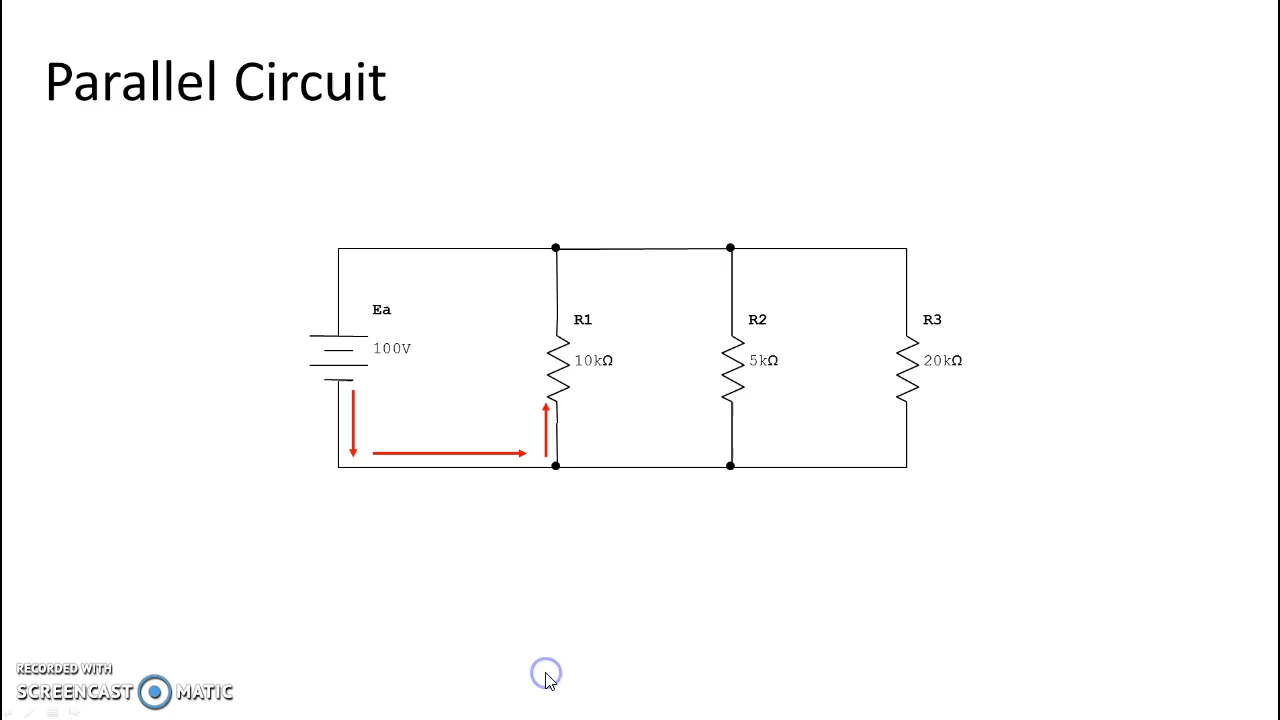 Parallel Circuit
Ea
100V
R1
10kΩ
R2
5kΩ
R3
20kΩ
RECORDED WITH
SCREENCAST MATIC